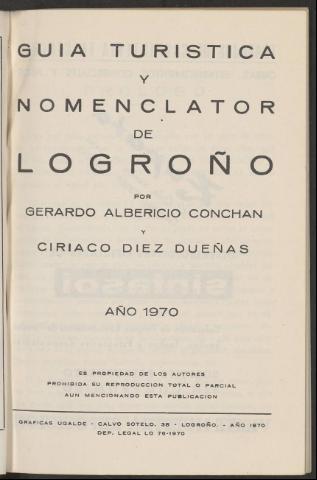 GUIA TURISTICA
Y
NOMENCLATOR
DE
LOGROÑO
POR
GERARDO ALBERICIO CONCHAN
Y
CIRIACO DIEZ DUEÑAS
AÑO 1970
ES PROPIEDAD DE LOS AUTORES
PROHIBIDA SU REPRODUCCION TOTAL O PARCIAL
AUN MENCIONANDO ESTA PUBLICACION
GRAFICAS UGALDE - CALVO SOTELO, 38 - LOGROÑO. - AÑO 1970
DEP. LEGAL LO 76-1970